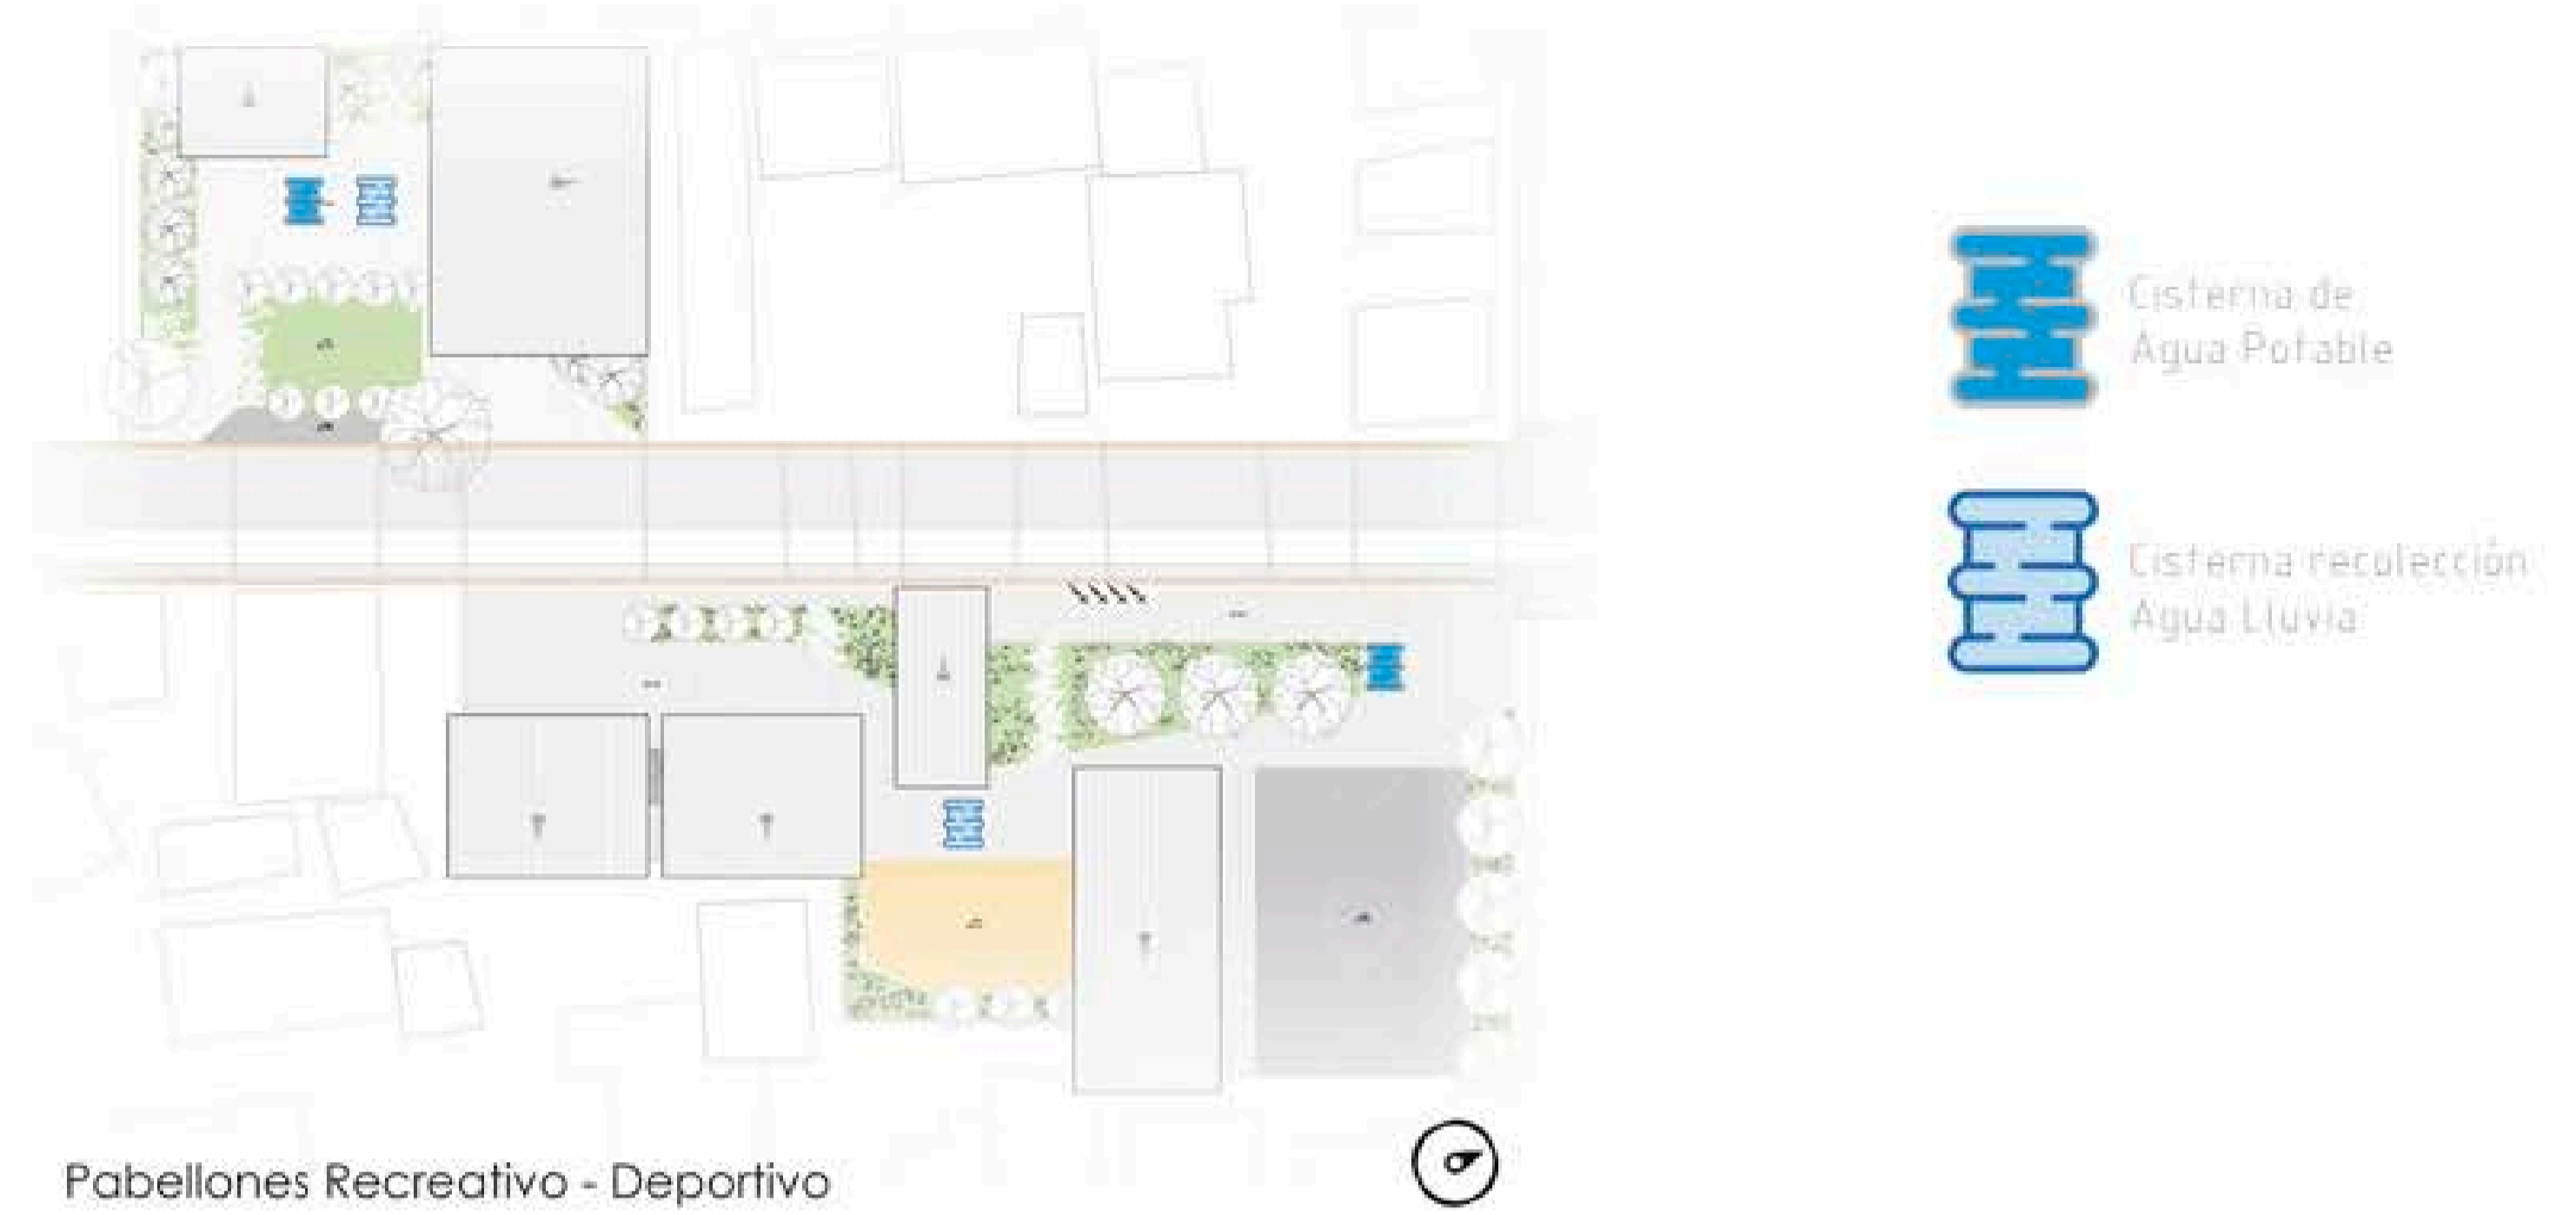 Cisterna de
Agua Potable
Cisterna recolección
Agua Lluvia
Pabellones Recreativo - Deportivo